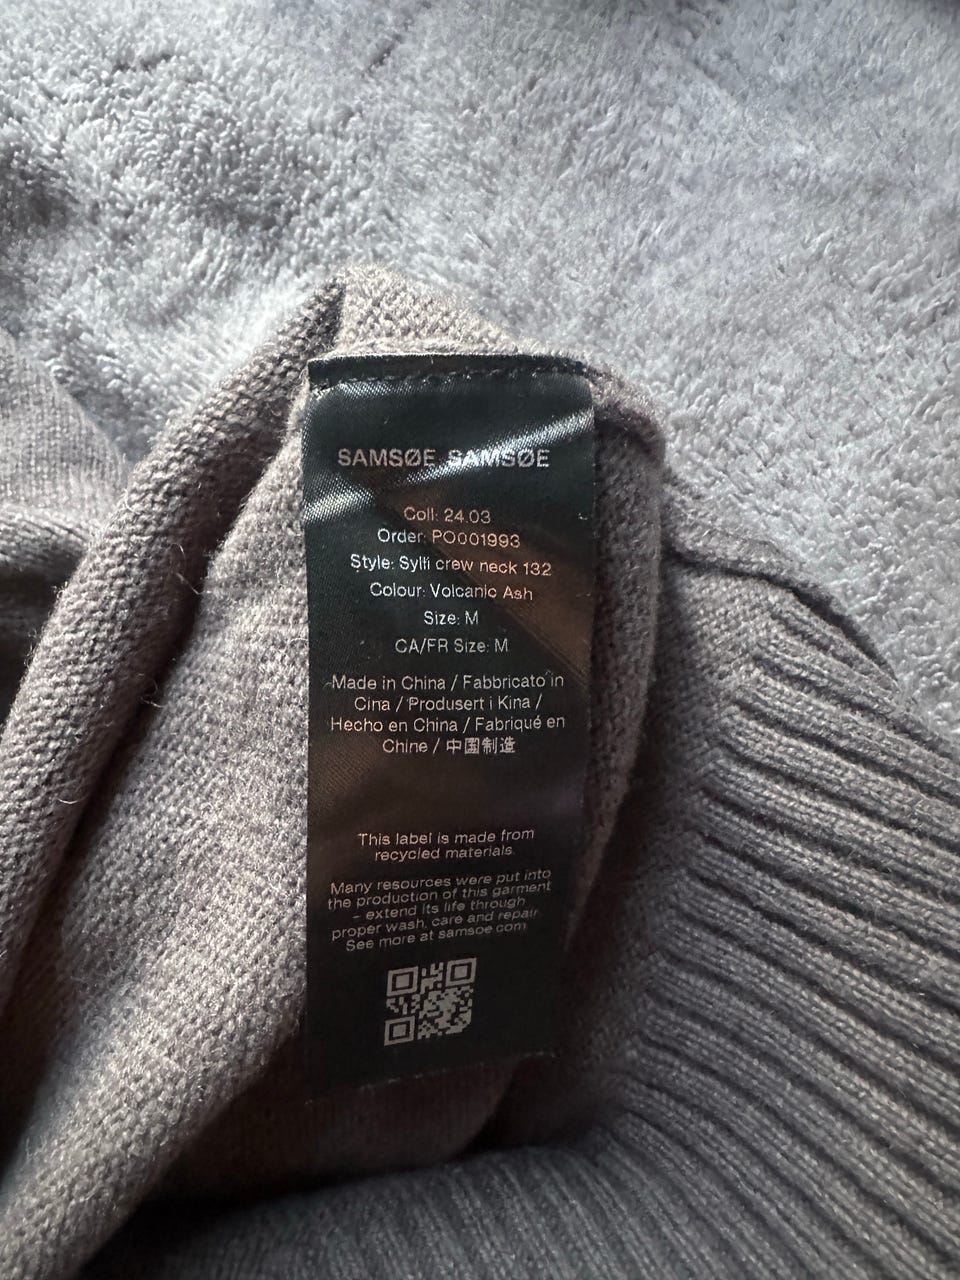 SAMSØE SAMSØE
Coll: 24.03
Order: PO001993
Style: Sylli crew neck 132
Colour: Volcanic Ash
Size: M
CA/FR Size: M
Made in China / Fabbricato in
Cina / Produsert i Kina /
Hecho en China / Fabriqué en
Chine / 中国制造
This label is made from
recycled materials.
Many resources were put into
the production of this garment
– extend its life through
proper wash, care and repair
See more at samsoe.com